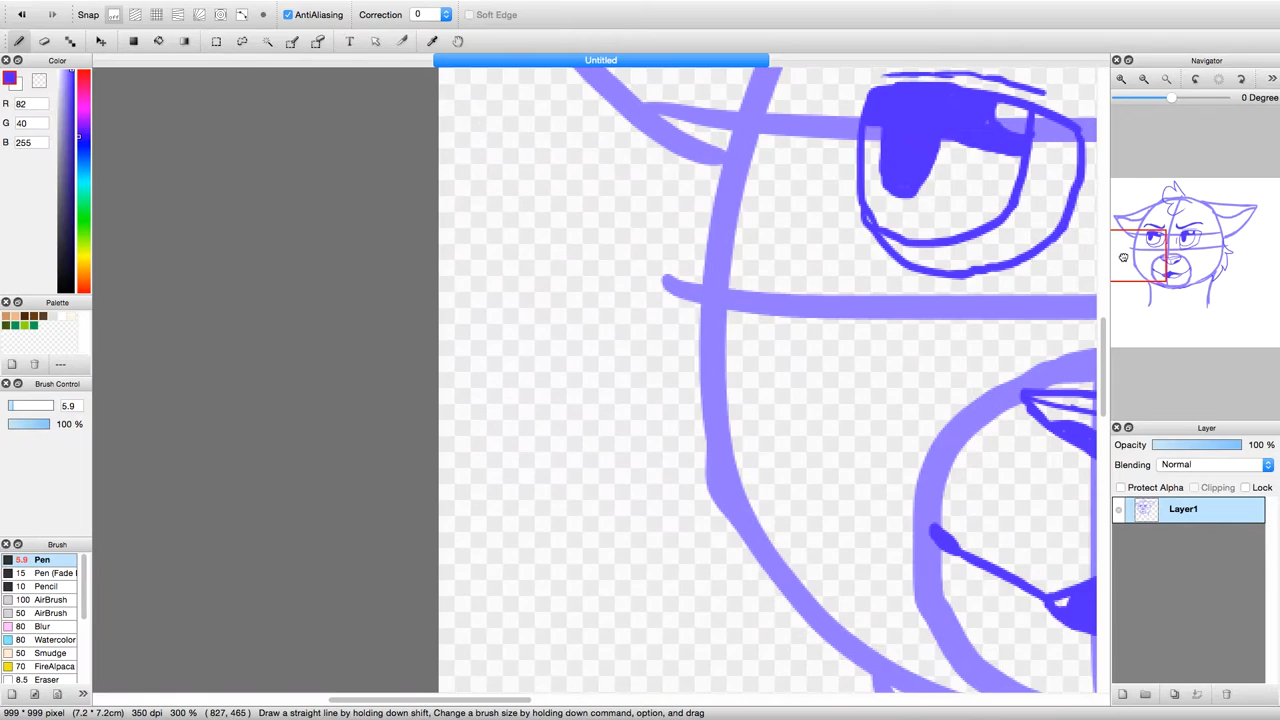 Snap off AntiAliasing Correction 0 Soft Edge
Color
Untitled
Navigator
R 82
G 40
B 255
0 Degree
Palette
---
Brush Control
5.9
100 %
Layer
Opacity 100 %
Blending Normal
Protect Alpha Clipping Lock
Layer1
Brush
5.9 Pen
15 Pen (Fade
10 Pencil
100 AirBrush
50 AirBrush
80 Blur
80 Watercolor
50 Smudge
70 FireAlpaca
8.5 Eraser
999 * 999 pixel (7.2 * 7.2cm) 350 dpi 300 % ( 827, 465) Draw a straight line by holding down shift, Change a brush size by holding down command, option, and drag